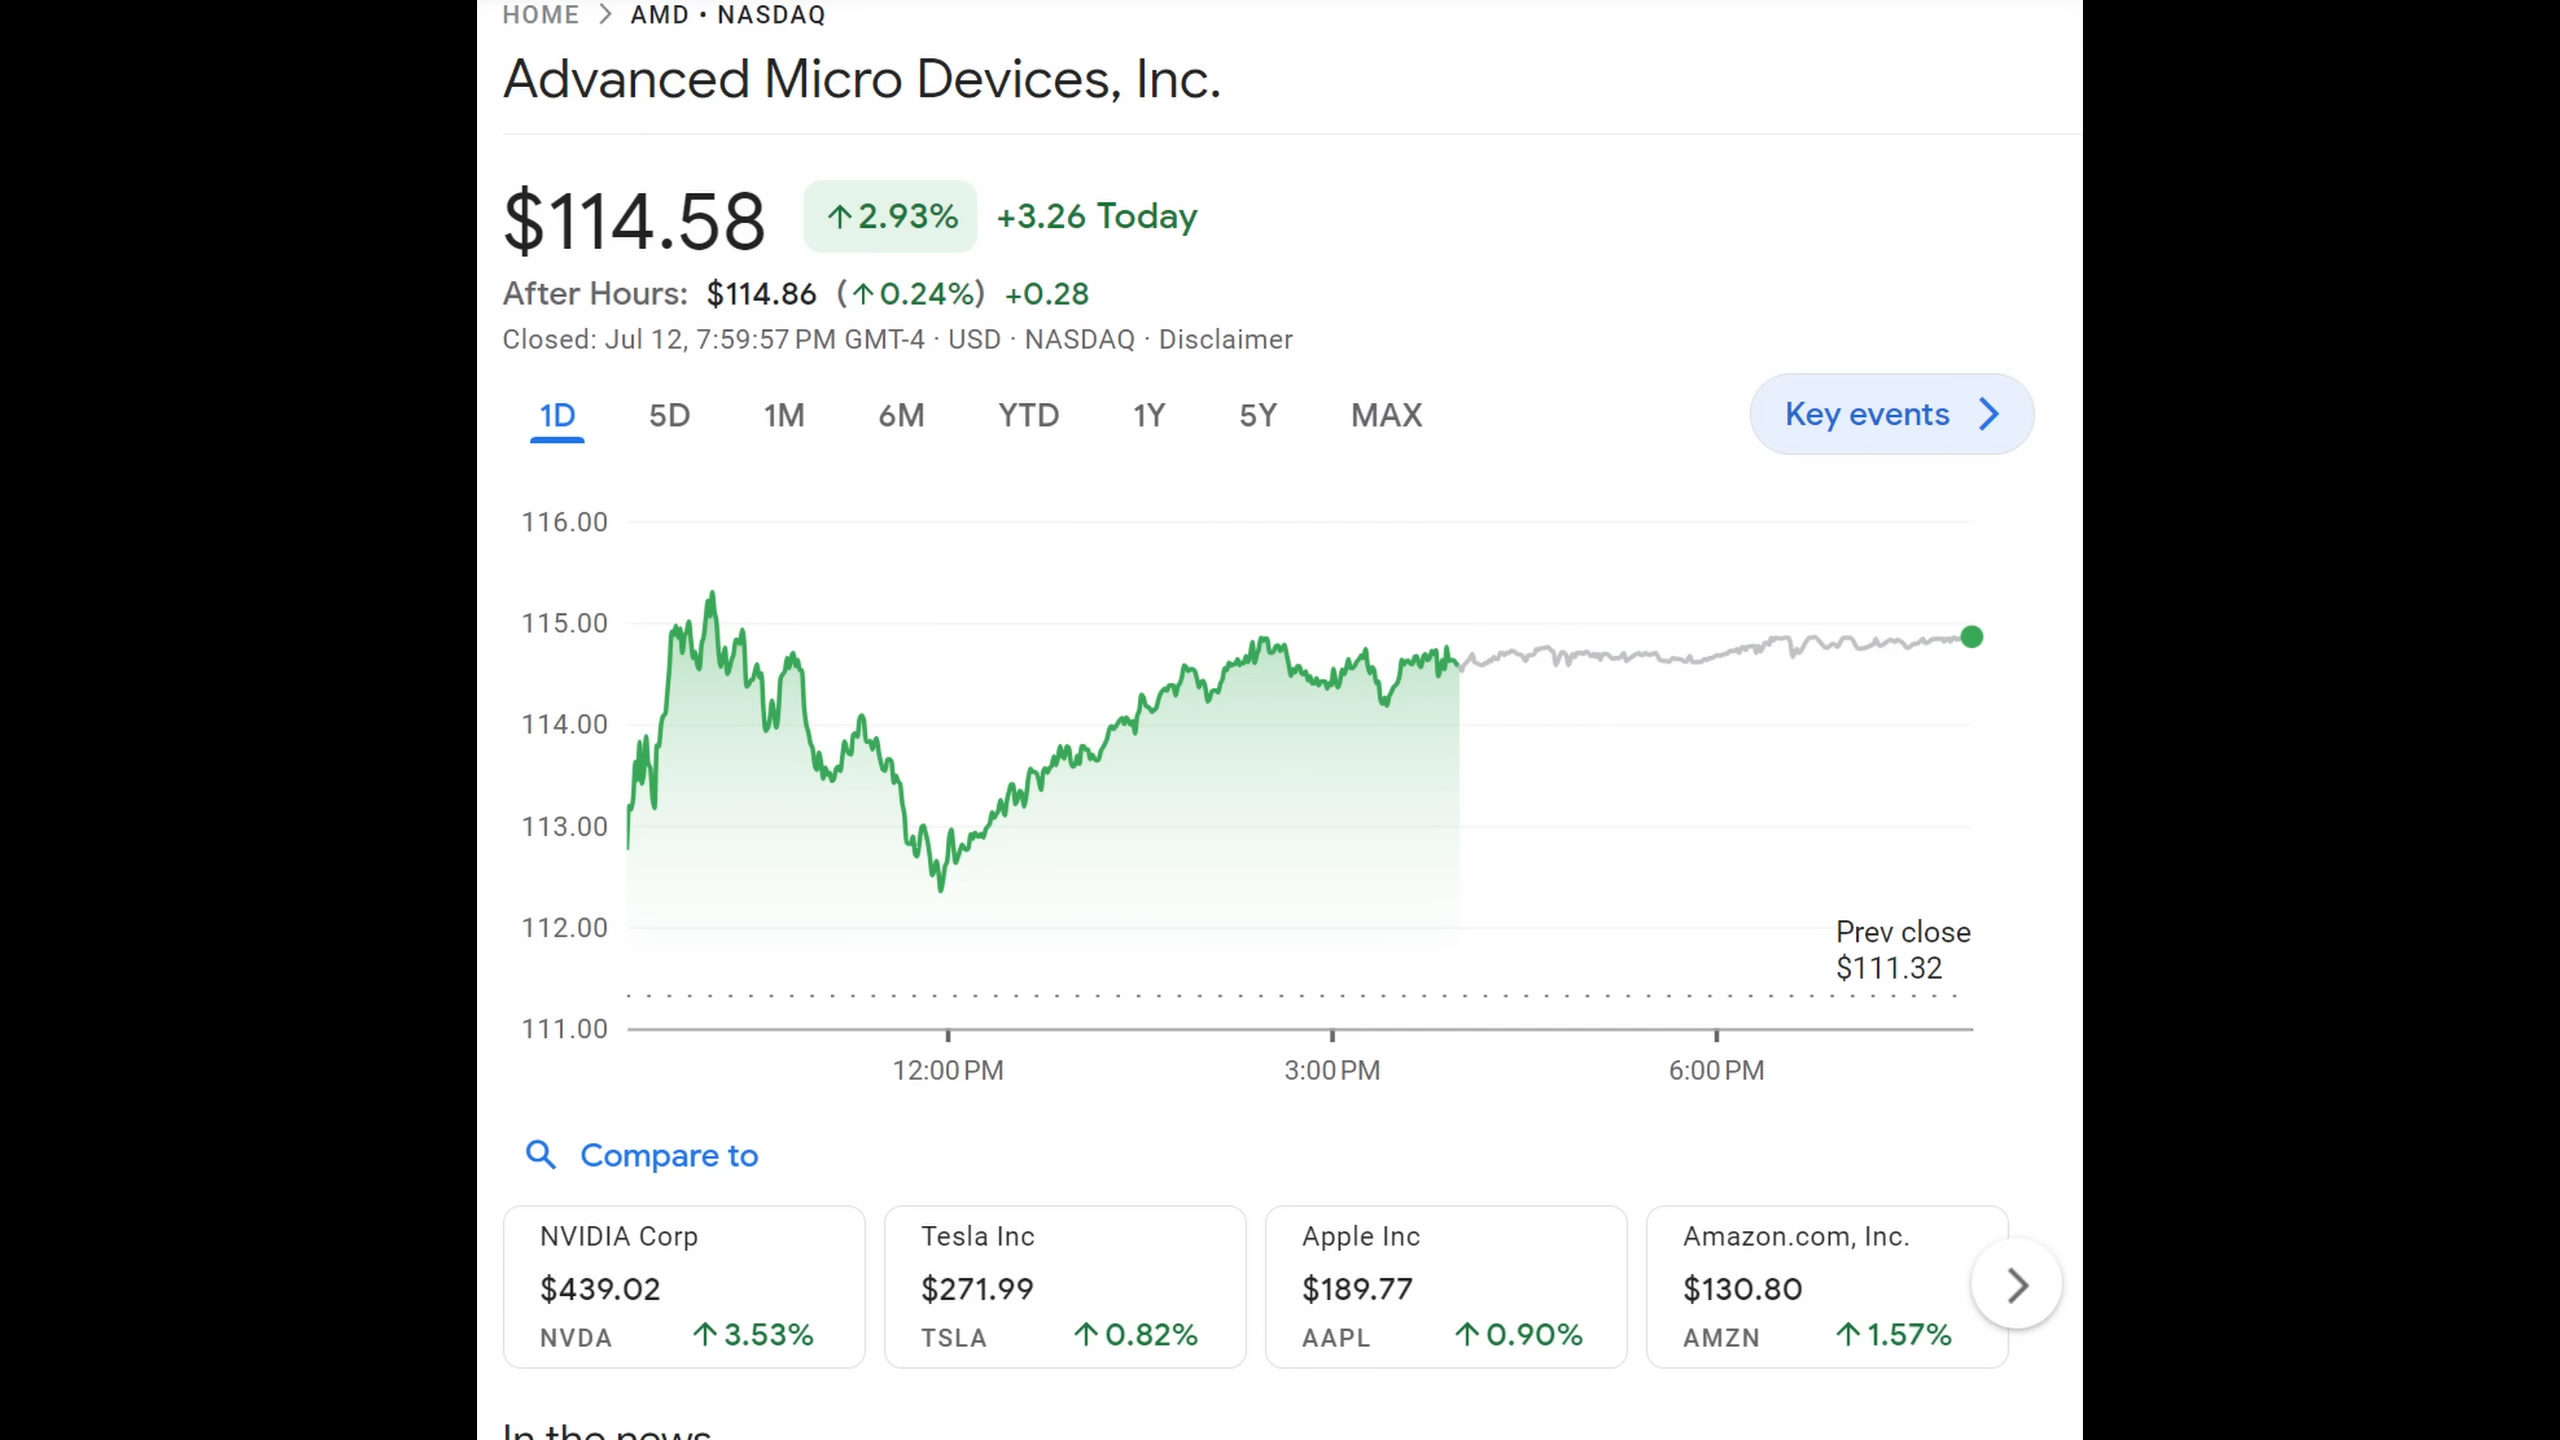 HOME > AMD • NASDAQ
Advanced Micro Devices, Inc.
$114.58 ↑2.93% +3.26 Today
After Hours: $114.86 (↑0.24%) +0.28
Closed: Jul 12, 7:59:57 PM GMT-4 · USD · NASDAQ · Disclaimer
1D 5D 1M 6M YTD 1Y 5Y MAX Key events >
116.00
115.00
114.00
113.00
112.00
Prev close
$111.32
111.00
12:00 PM 3:00 PM 6:00 PM
Compare to
NVIDIA Corp
$439.02
NVDA ↑3.53%
Tesla Inc
$271.99
TSLA ↑0.82%
Apple Inc
$189.77
AAPL ↑0.90%
Amazon.com, Inc.
$130.80
AMZN ↑1.57%
In the news